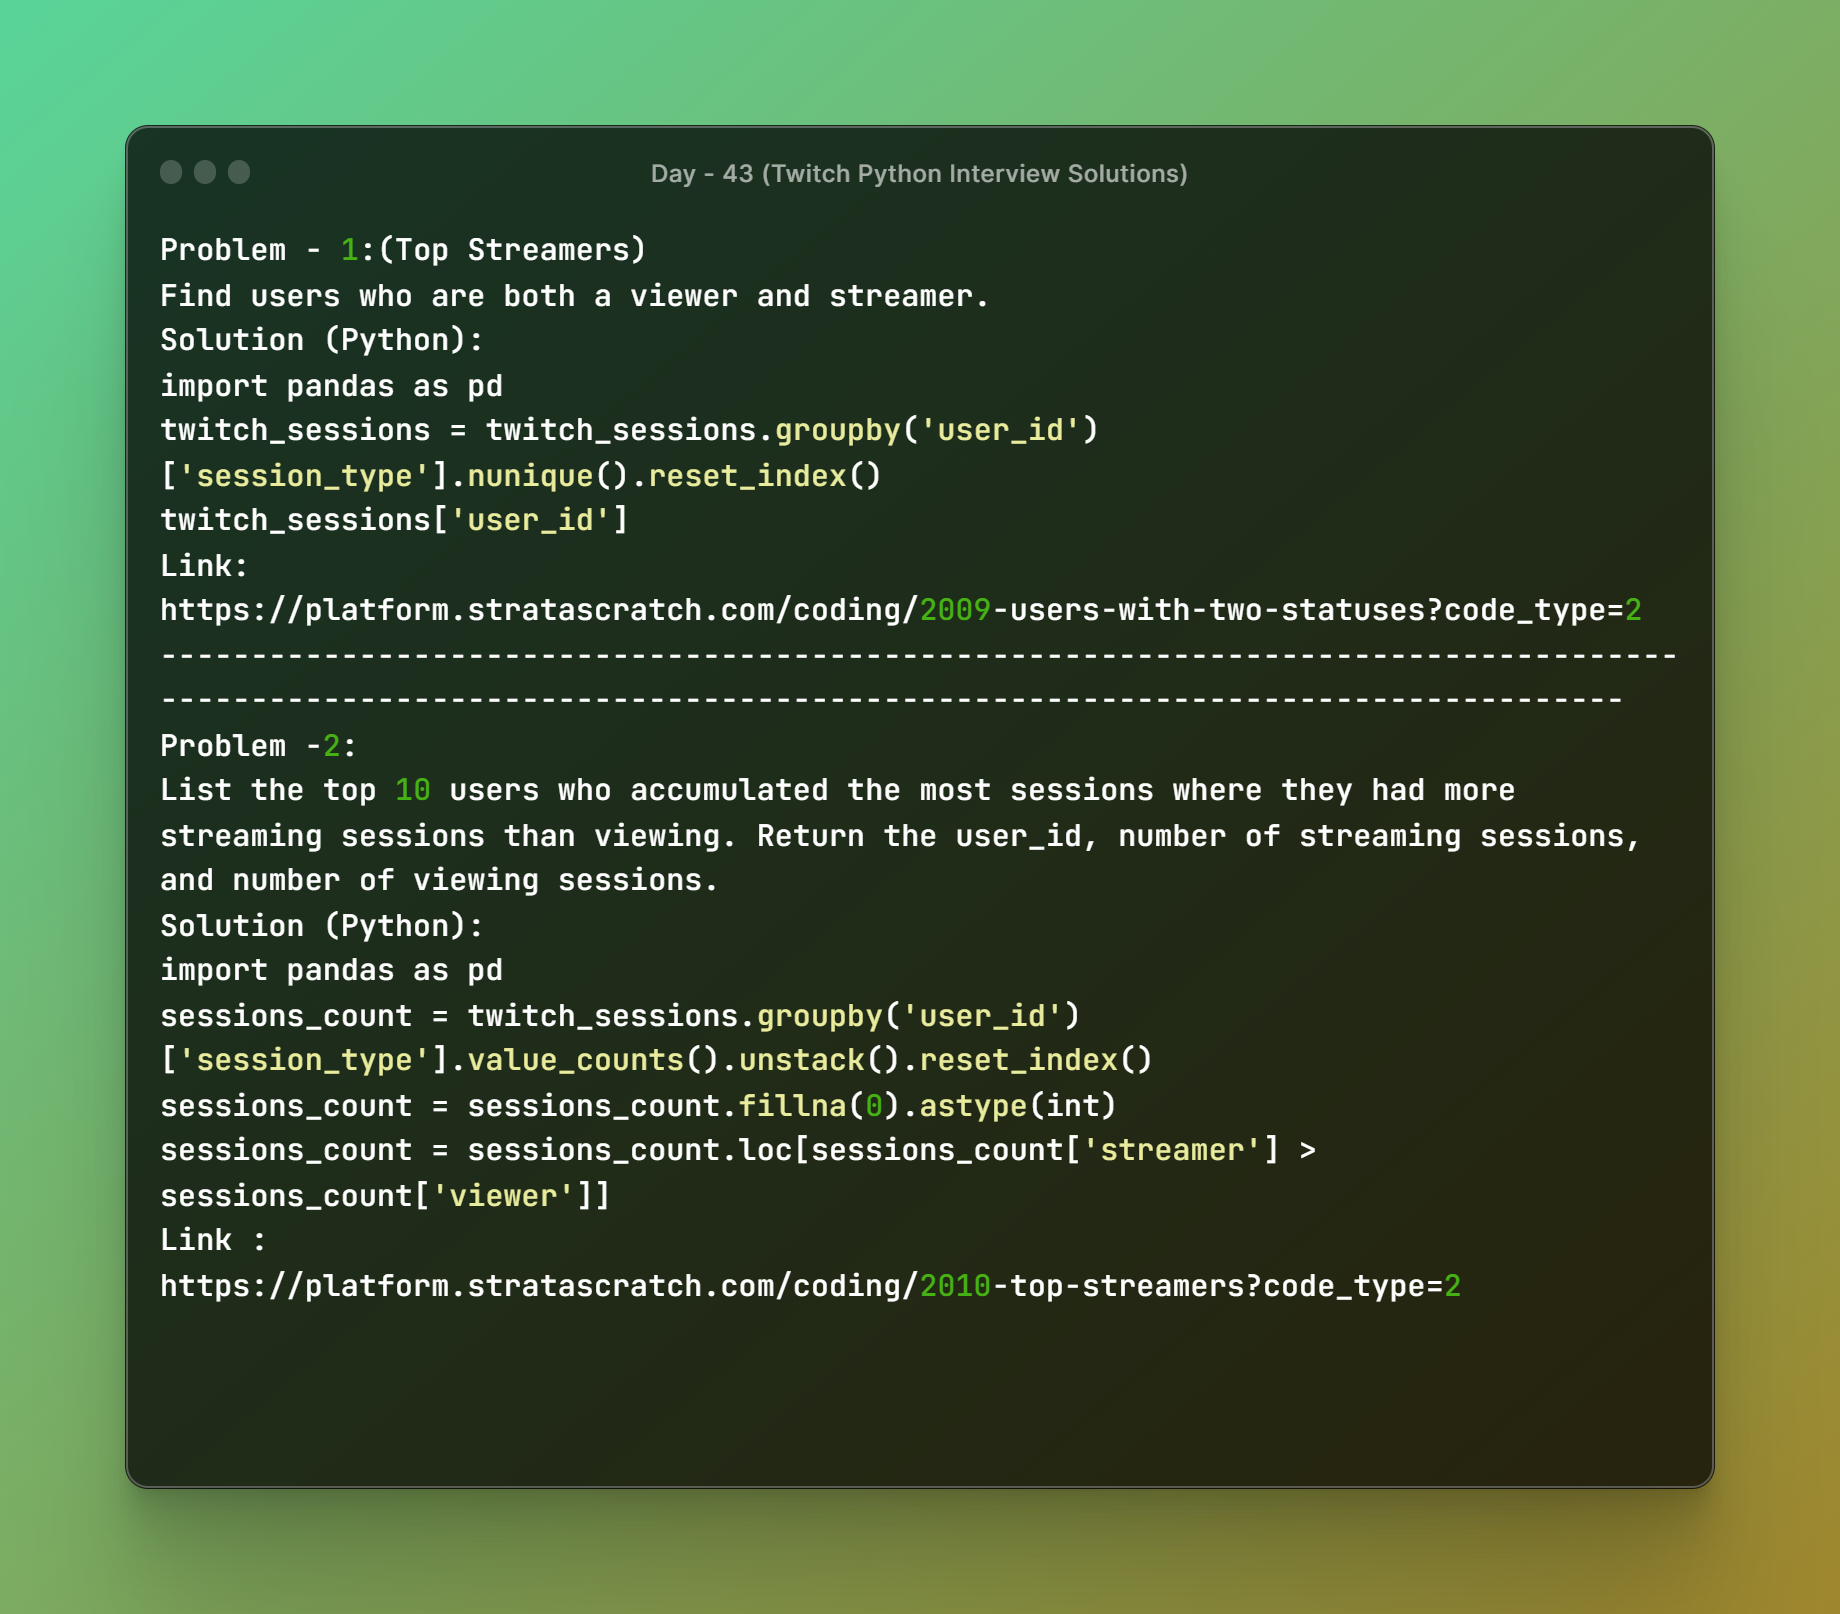 Day - 43 (Twitch Python Interview Solutions)
Problem - 1:(Top Streamers)
Find users who are both a viewer and streamer.
Solution (Python):
import pandas as pd
twitch_sessions = twitch_sessions.groupby('user_id')
['session_type'].nunique().reset_index()
twitch_sessions['user_id']
Link:
https://platform.stratascratch.com/coding/2009-users-with-two-statuses?code_type=2
------------------------------------------------------------------------------------
---------------------------------------------------------------------------------
Problem -2:
List the top 10 users who accumulated the most sessions where they had more
streaming sessions than viewing. Return the user_id, number of streaming sessions,
and number of viewing sessions.
Solution (Python):
import pandas as pd
sessions_count = twitch_sessions.groupby('user_id')
['session_type'].value_counts().unstack().reset_index()
sessions_count = sessions_count.fillna(0).astype(int)
sessions_count = sessions_count.loc[sessions_count['streamer'] >
sessions_count['viewer']]
Link :
https://platform.stratascratch.com/coding/2010-top-streamers?code_type=2